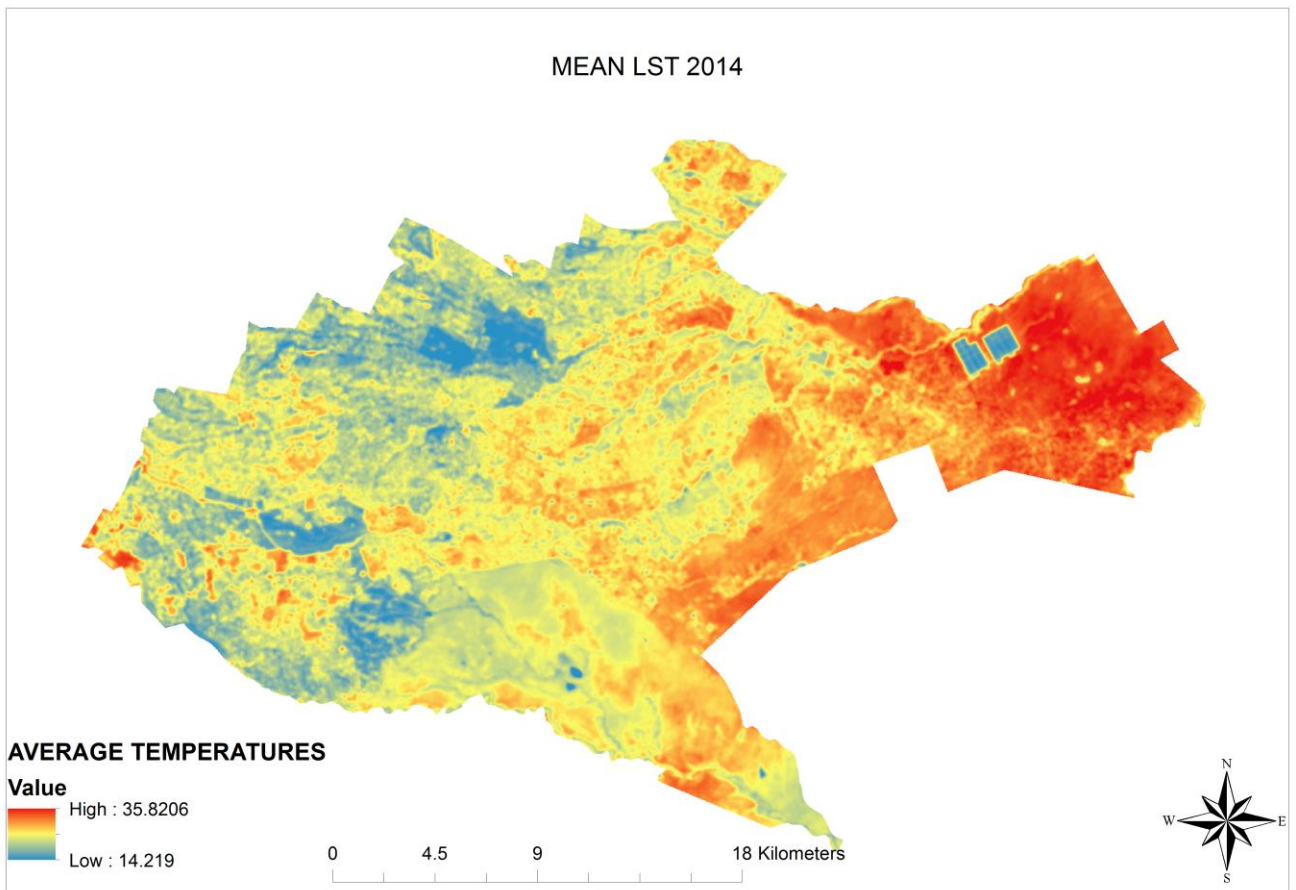 MEAN LST 2014
AVERAGE TEMPERATURES
Value
High : 35.8206
Low : 14.219
0 4.5 9 18 Kilometers
N
W E
S